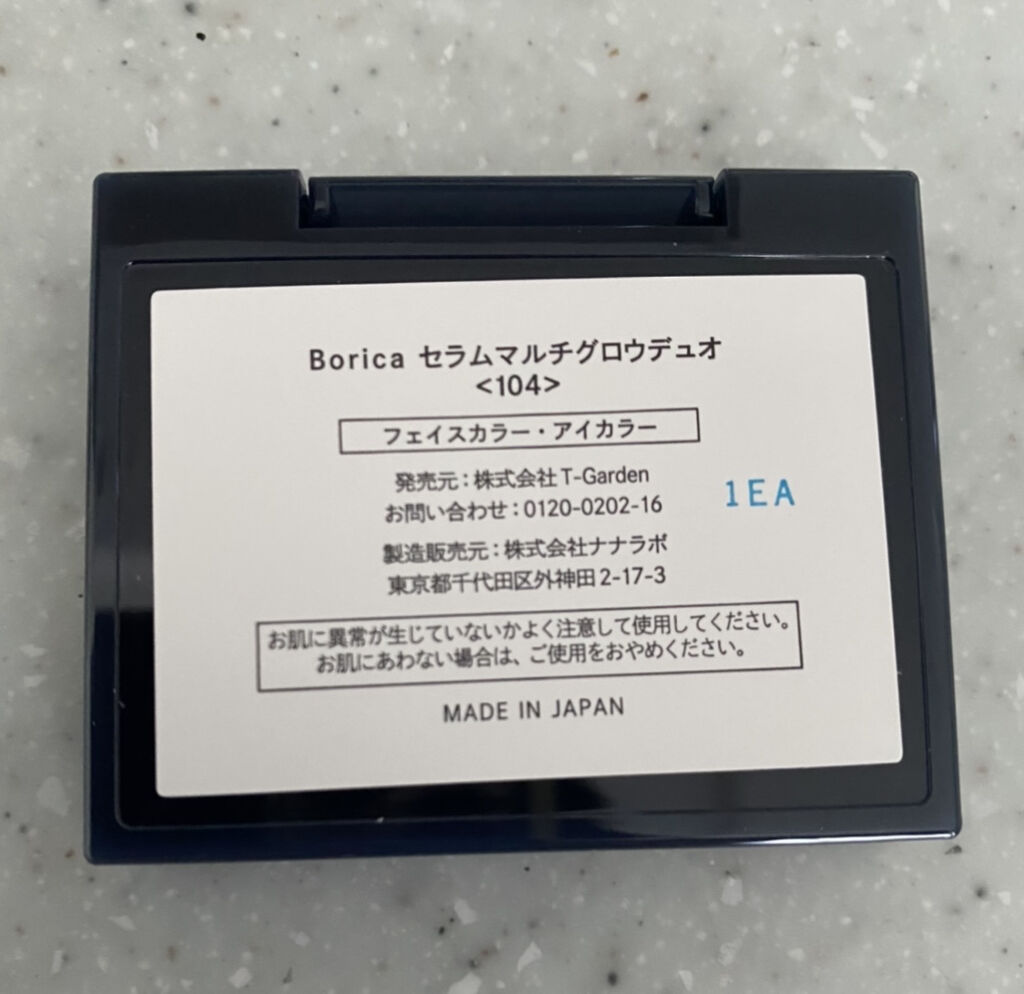 Borica セラムマルチグロウデュオ
<104>
フェイスカラー・アイカラー
発売元：株式会社T-Garden
お問い合わせ：0120-0202-16
1EA
製造販売元：株式会社ナナラボ
東京都千代田区外神田2-17-3
お肌に異常が生じていないかよく注意して使用してください。
お肌にあわない場合は、ご使用をおやめください。
MADE IN JAPAN